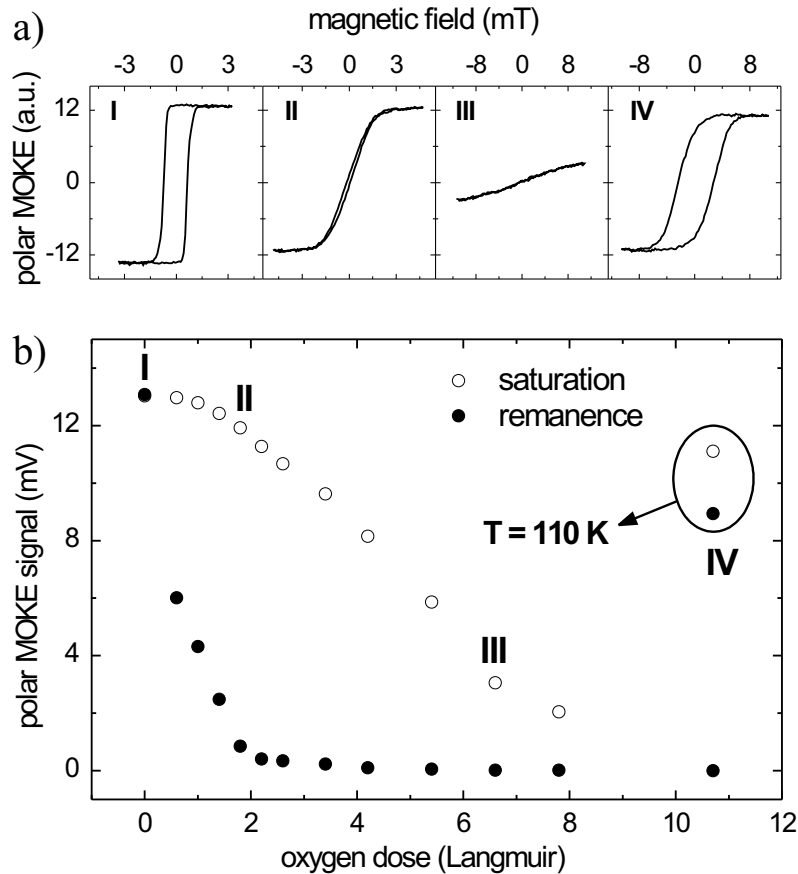 a)
magnetic field (mT)
-3 0 3 -3 0 3 -8 0 8 -8 0 8
polar MOKE (a.u.)
12
0
-12
I II III IV
b)
polar MOKE signal (mV)
12
8
4
0
I
II
III
IV
saturation
remanence
T = 110 K
0 2 4 6 8 10 12
oxygen dose (Langmuir)